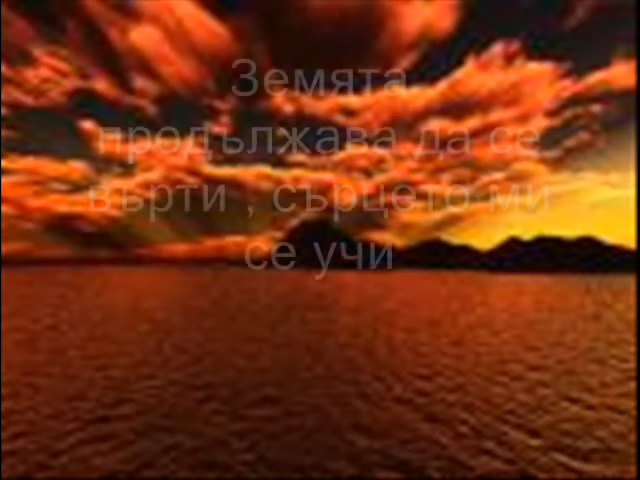 Земята
продължава да се
върти , сърцето ми
се учи